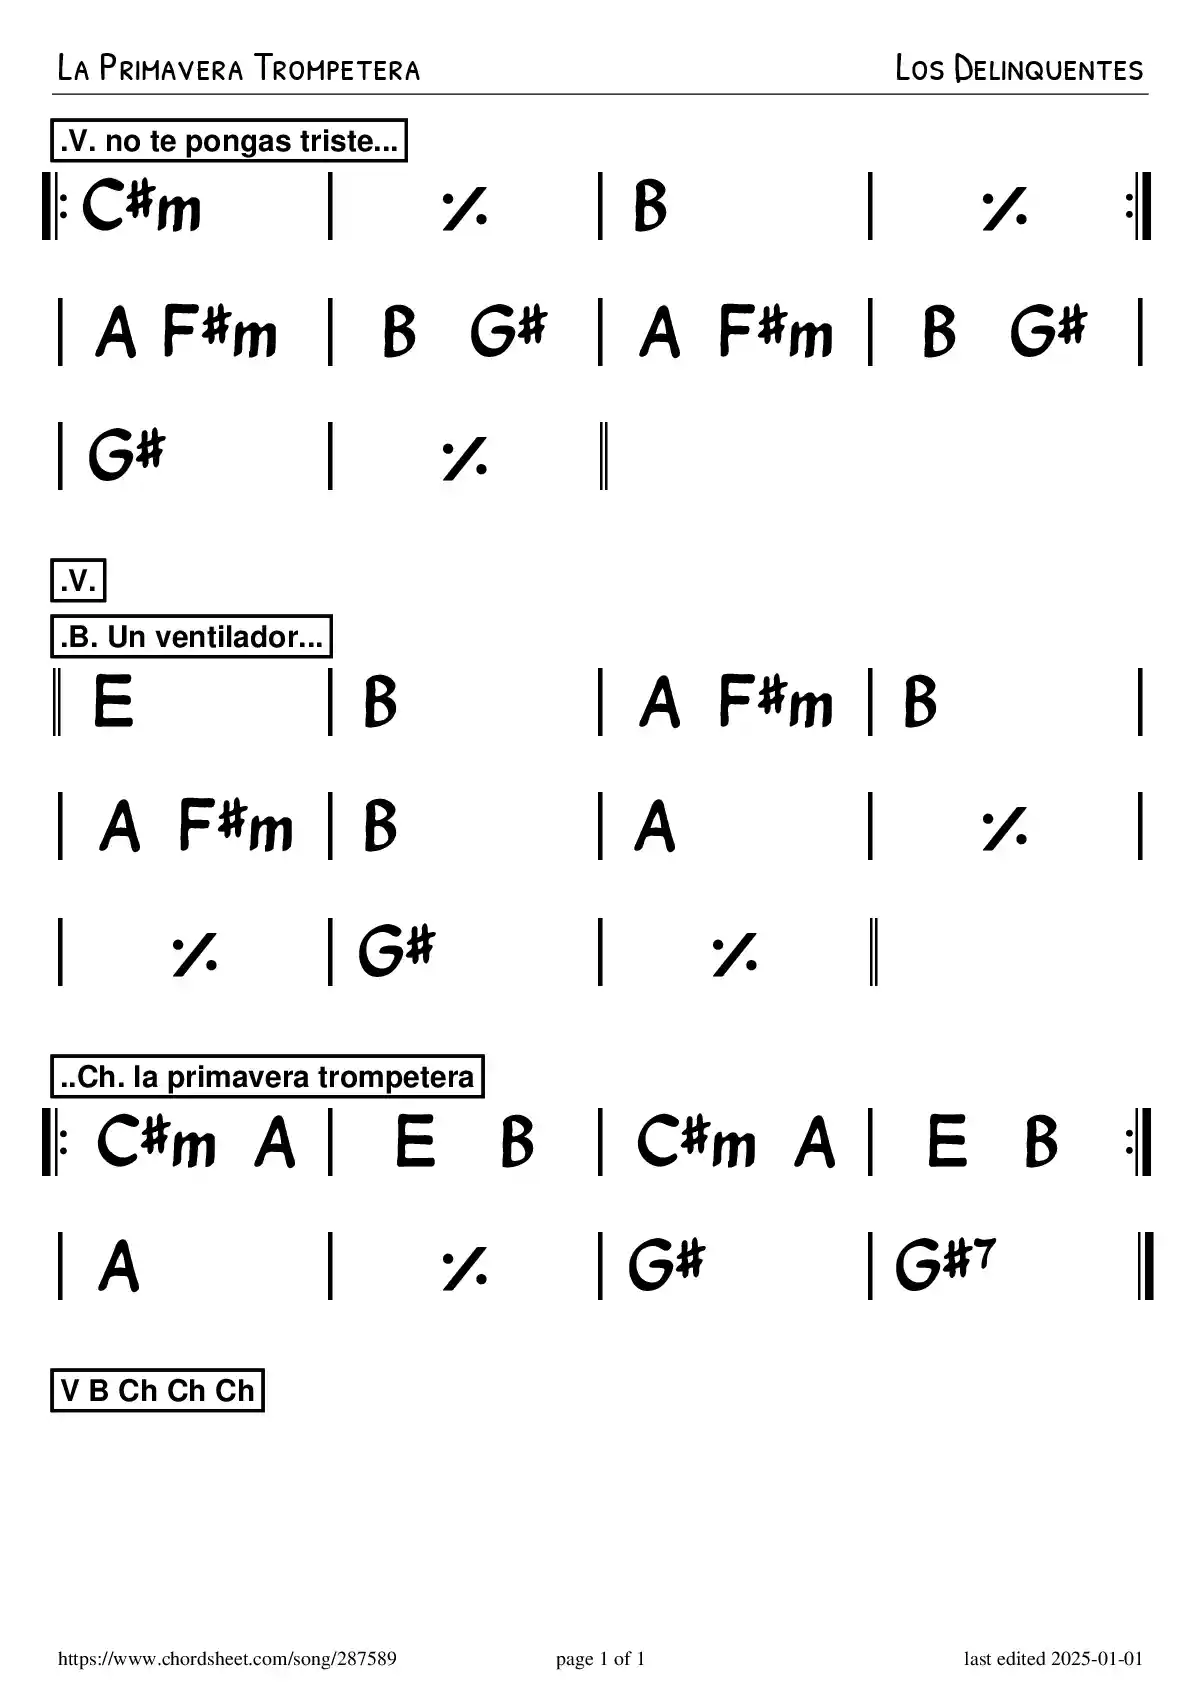 La Primavera Trompetera Los Delinquentes
.V. no te pongas triste...
𝄆 C#m | 𝄎 | B | 𝄎 𝄇
| A F#m | B G# | A F#m | B G# |
| G# | 𝄎 ||
.V.
.B. Un ventilador...
|| E | B | A F#m | B |
| A F#m | B | A | 𝄎 |
| 𝄎 | G# | 𝄎 ||
..Ch. la primavera trompetera
𝄆 C#m A | E B | C#m A | E B 𝄇
| A | 𝄎 | G# | G#7 𝄂
V B Ch Ch Ch
https://www.chordsheet.com/song/287589 page 1 of 1 last edited 2025-01-01